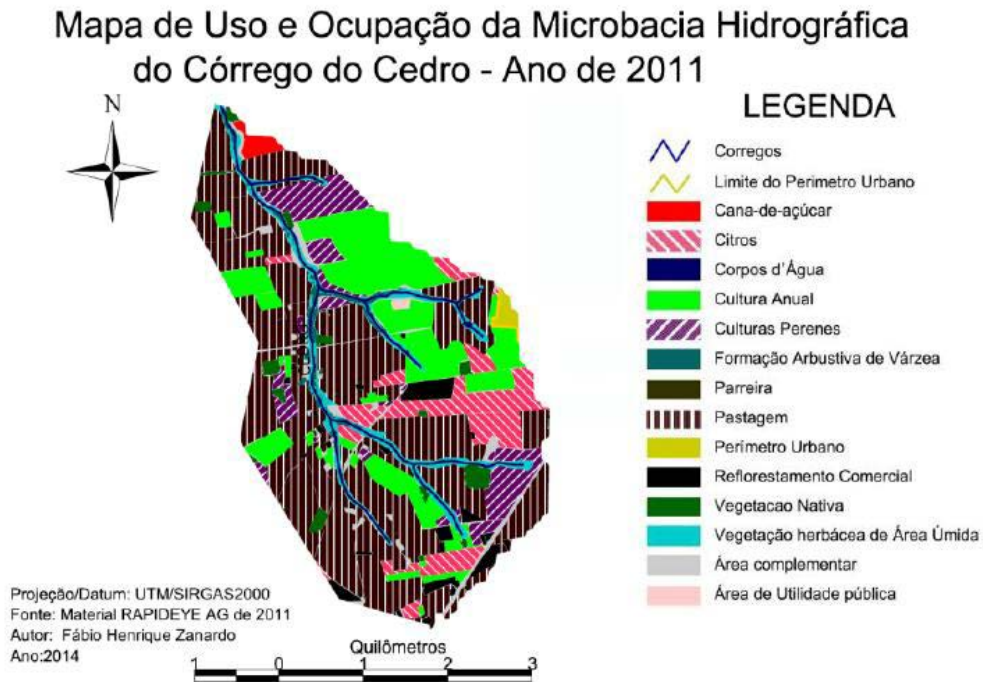 Mapa de Uso e Ocupação da Microbacia Hidrográfica
do Córrego do Cedro - Ano de 2011
N
LEGENDA
Corregos
Limite do Perimetro Urbano
Cana-de-açúcar
Citros
Corpos d'Água
Cultura Anual
Culturas Perenes
Formação Arbustiva de Várzea
Parreira
Pastagem
Perímetro Urbano
Reflorestamento Comercial
Vegetacao Nativa
Vegetação herbácea de Área Úmida
Área complementar
Área de Utilidade pública
Projeção/Datum: UTM/SIRGAS2000
Fonte: Material RAPIDEYE AG de 2011
Autor: Fábio Henrique Zanardo
Ano:2014
Quilômetros
1 0 1 2 3